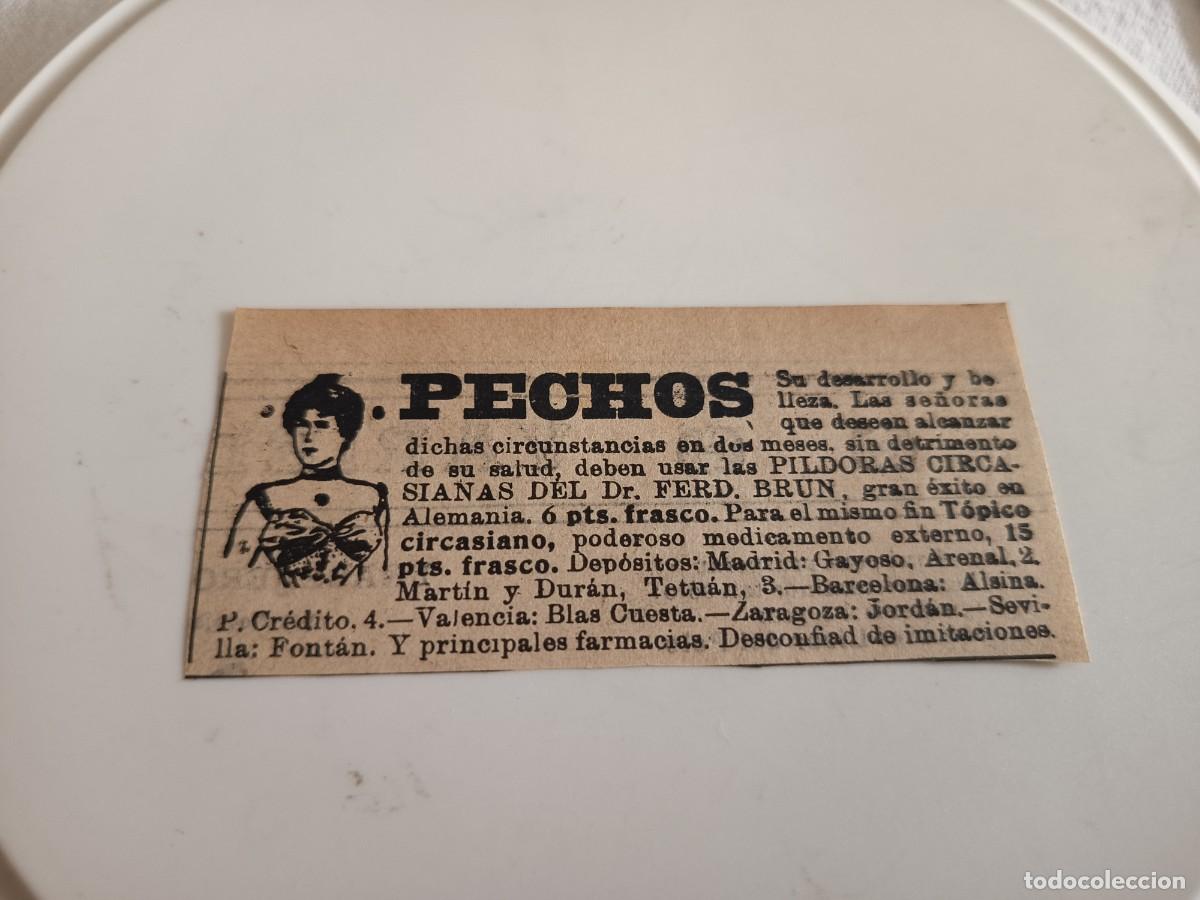 PECHOS Su desarrollo y be
lleza. Las señoras
que deseen alcanzar
dichas circunstancias en dos meses, sin detrimento
de su salud, deben usar las PILDORAS CIRCA-
SIANAS DEL Dr. FERD. BRUN, gran éxito en
Alemania. 6 pts. frasco. Para el mismo fin Tópico
circasiano, poderoso medicamento externo, 15
pts. frasco. Depósitos: Madrid: Gayoso, Arenal, 2.
Martín y Durán, Tetuán, 3.—Barcelona: Alsina.
P. Crédito, 4.—Valencia: Blas Cuesta.—Zaragoza: Jordán.—Sevi-
lla: Fontán. Y principales farmacias. Desconfiad de imitaciones.
todocoleccion